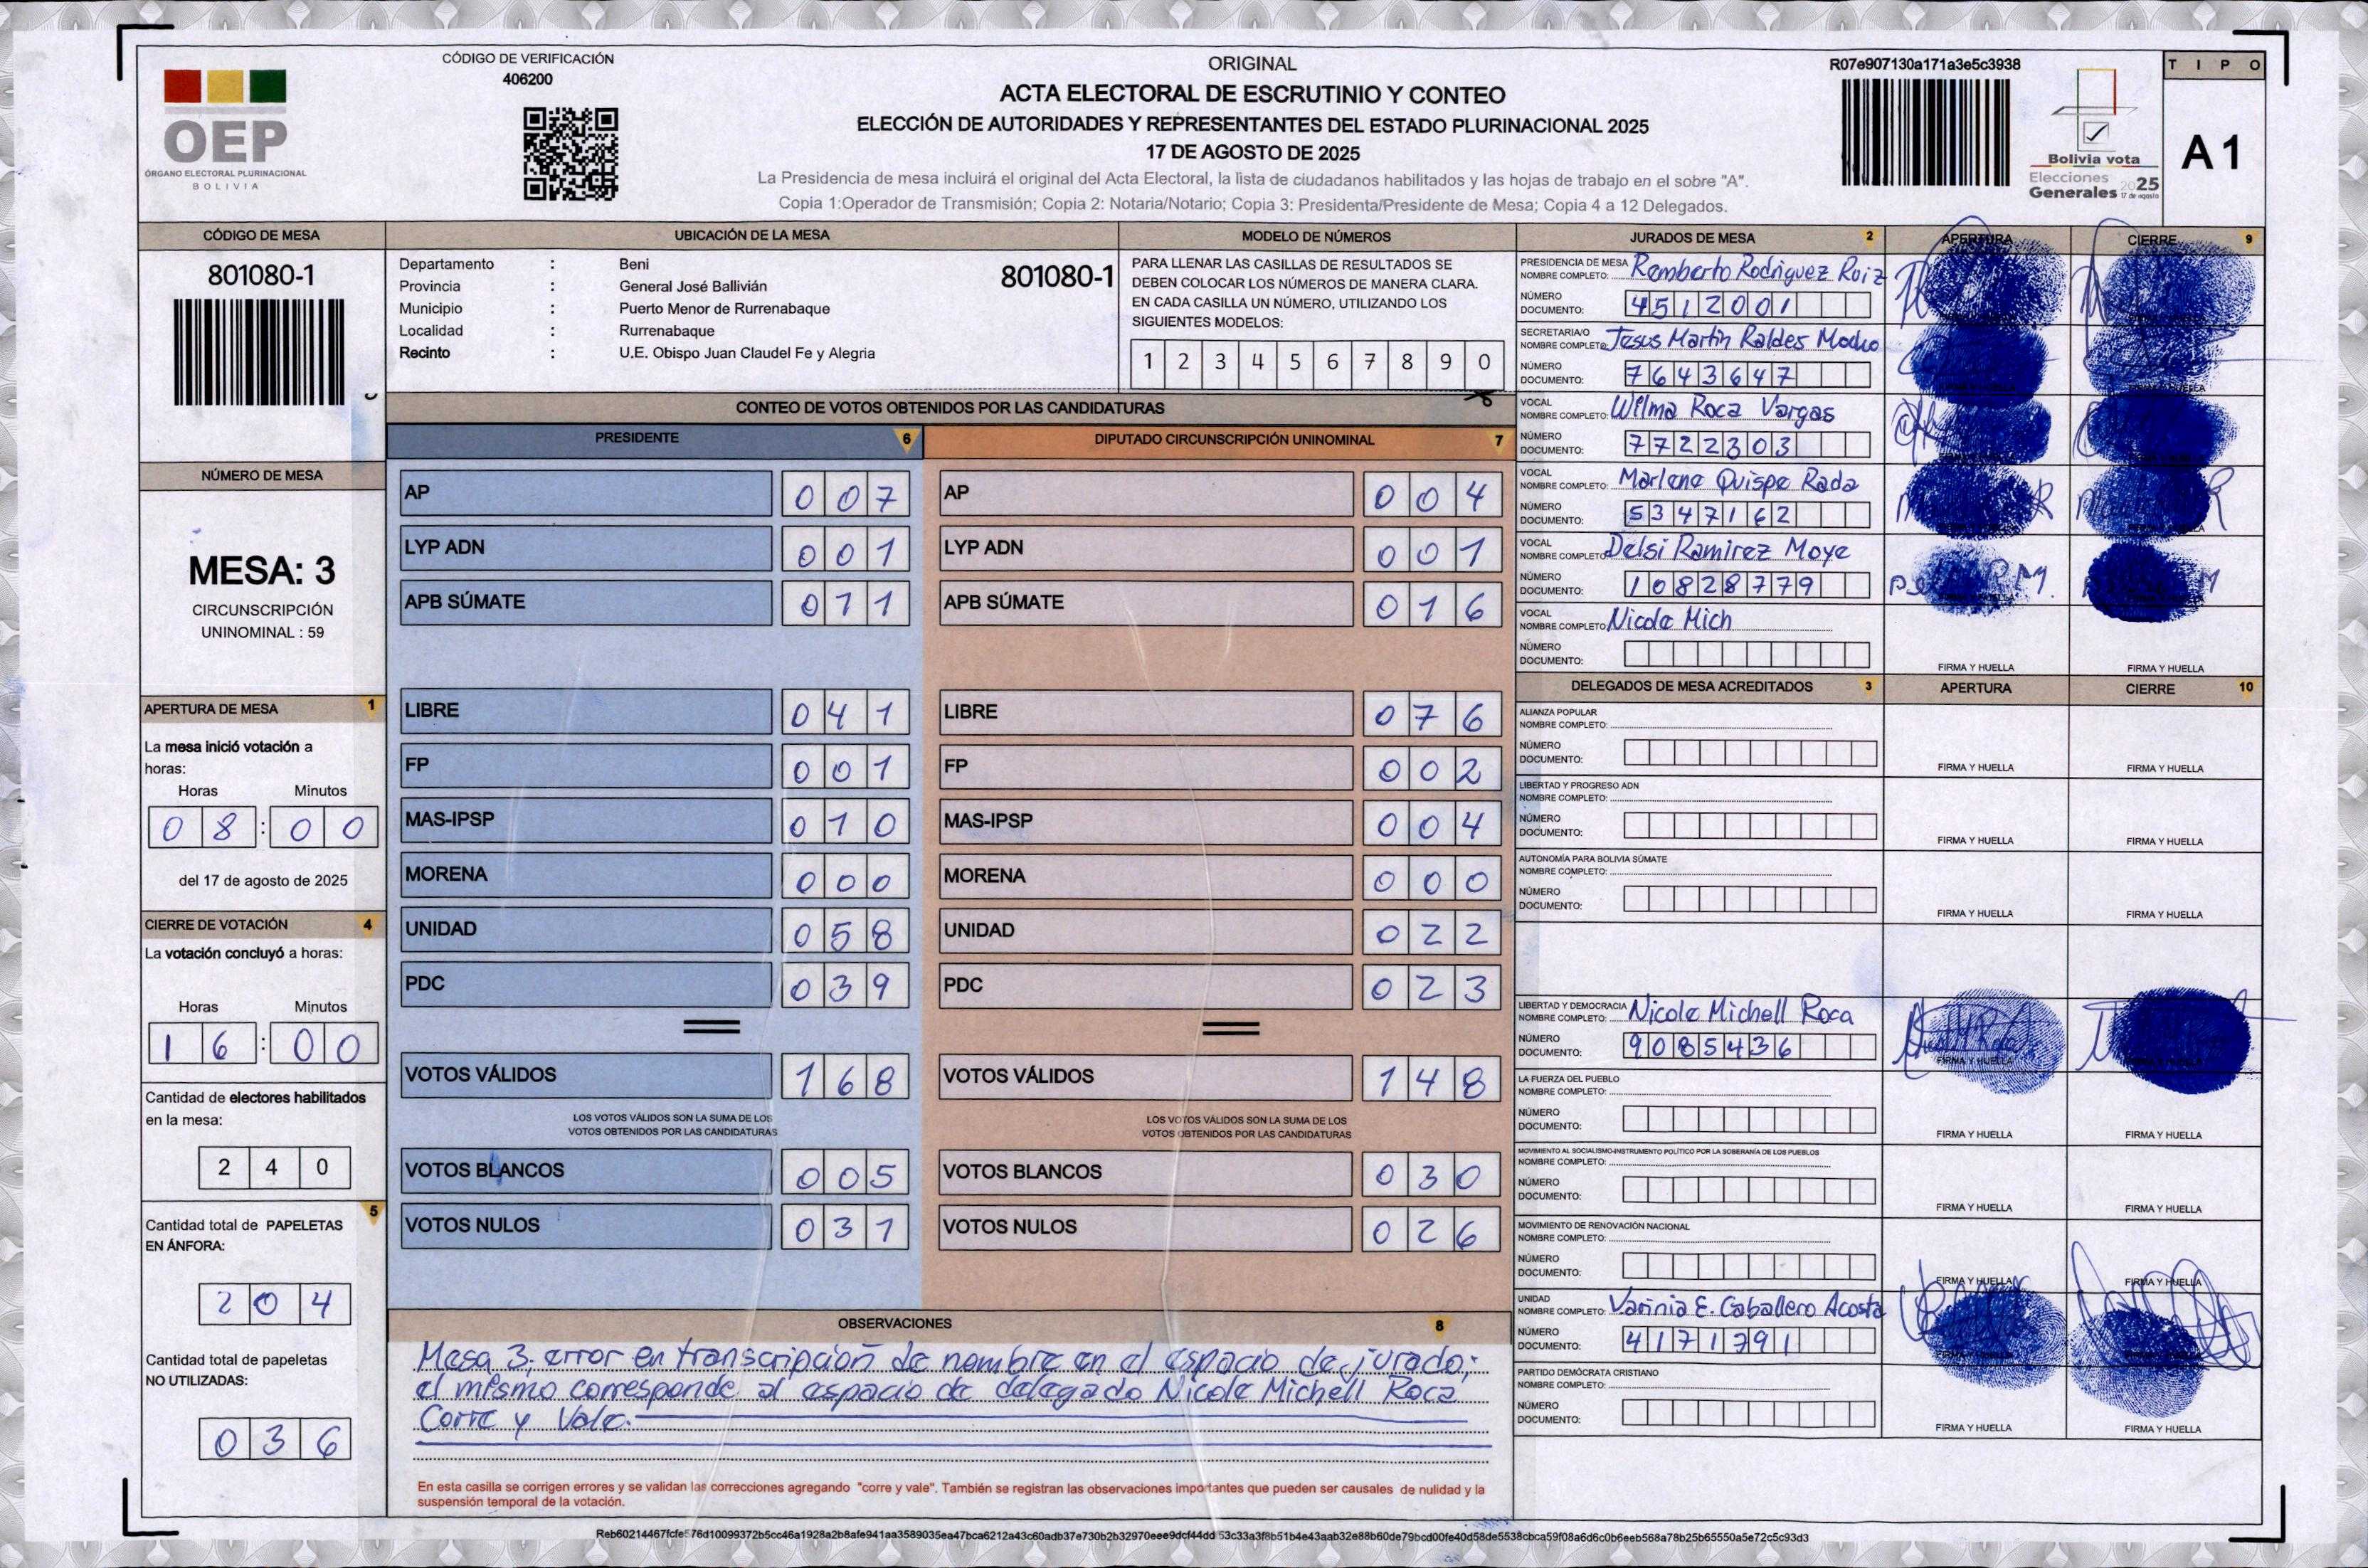 CÓDIGO DE VERIFICACIÓN
406200
OEP
ÓRGANO ELECTORAL PLURINACIONAL
BOLIVIA
ORIGINAL
ACTA ELECTORAL DE ESCRUTINIO Y CONTEO
ELECCIÓN DE AUTORIDADES Y REPRESENTANTES DEL ESTADO PLURINACIONAL 2025
17 DE AGOSTO DE 2025
La Presidencia de mesa incluirá el original del Acta Electoral, la lista de ciudadanos habilitados y las hojas de trabajo en el sobre "A".
Copia 1:Operador de Transmisión; Copia 2: Notaria/Notario; Copia 3: Presidenta/Presidente de Mesa; Copia 4 a 12 Delegados.
R07e907130a171a3e5c3938
Bolivia vota
Elecciones
Generales 2025
17 de agosto
TIPO
A1
CÓDIGO DE MESA
801080-1
NÚMERO DE MESA
MESA: 3
CIRCUNSCRIPCIÓN
UNINOMINAL : 59
APERTURA DE MESA 1
La mesa inició votación a
horas:
Horas Minutos
08:00
del 17 de agosto de 2025
CIERRE DE VOTACIÓN 4
La votación concluyó a horas:
Horas Minutos
16:00
Cantidad de electores habilitados
en la mesa:
240
5
Cantidad total de PAPELETAS
EN ÁNFORA:
204
Cantidad total de papeletas
NO UTILIZADAS:
036
UBICACIÓN DE LA MESA
Departamento : Beni
801080-1
Provincia : General José Ballivián
Municipio : Puerto Menor de Rurrenabaque
Localidad : Rurrenabaque
Recinto : U.E. Obispo Juan Claudel Fe y Alegria
MODELO DE NÚMEROS
PARA LLENAR LAS CASILLAS DE RESULTADOS SE
DEBEN COLOCAR LOS NÚMEROS DE MANERA CLARA.
EN CADA CASILLA UN NÚMERO, UTILIZANDO LOS
SIGUIENTES MODELOS:
1 2 3 4 5 6 7 8 9 0
CONTEO DE VOTOS OBTENIDOS POR LAS CANDIDATURAS
PRESIDENTE 6
AP 007
LYP ADN 001
APB SÚMATE 011
LIBRE 041
FP 001
MAS-IPSP 010
MORENA 000
UNIDAD 058
PDC 039
VOTOS VÁLIDOS 168
LOS VOTOS VÁLIDOS SON LA SUMA DE LOS
VOTOS OBTENIDOS POR LAS CANDIDATURAS
VOTOS BLANCOS 005
VOTOS NULOS 031
DIPUTADO CIRCUNSCRIPCIÓN UNINOMINAL 7
AP 004
LYP ADN 001
APB SÚMATE 016
LIBRE 076
FP 002
MAS-IPSP 004
MORENA 000
UNIDAD 022
PDC 023
VOTOS VÁLIDOS 148
LOS VOTOS VÁLIDOS SON LA SUMA DE LOS
VOTOS OBTENIDOS POR LAS CANDIDATURAS
VOTOS BLANCOS 030
VOTOS NULOS 026
OBSERVACIONES 8
Mesa 3. error en transcripción de nombre en el espacio de jurado;
el mismo corresponde al espacio de delegado Nicole Michell Roca
Corre y Vale.
En esta casilla se corrigen errores y se validan las correcciones agregando "corre y vale". También se registran las observaciones importantes que pueden ser causales de nulidad y la
suspensión temporal de la votación.
JURADOS DE MESA 2 APERTURA CIERRE 9
PRESIDENCIA DE MESA
NOMBRE COMPLETO: Remberto Rodriguez Ruiz
NÚMERO
DOCUMENTO: 4512001
SECRETARIA/O
NOMBRE COMPLETO: Jesus Martin Raldes Mocho
NÚMERO
DOCUMENTO: 7643647
VOCAL
NOMBRE COMPLETO: Wilma Roca Vargas
NÚMERO
DOCUMENTO: 7722303
VOCAL
NOMBRE COMPLETO: Marlene Quispe Rada
NÚMERO
DOCUMENTO: 5347162
VOCAL
NOMBRE COMPLETO: Delsi Ramirez Moye
NÚMERO
DOCUMENTO: 10828779
VOCAL
NOMBRE COMPLETO: Nicole Mich
NÚMERO
DOCUMENTO:
FIRMA Y HUELLA FIRMA Y HUELLA
DELEGADOS DE MESA ACREDITADOS 3 APERTURA CIERRE 10
ALIANZA POPULAR
NOMBRE COMPLETO:
NÚMERO
DOCUMENTO:
FIRMA Y HUELLA FIRMA Y HUELLA
LIBERTAD Y PROGRESO ADN
NOMBRE COMPLETO:
NÚMERO
DOCUMENTO:
FIRMA Y HUELLA FIRMA Y HUELLA
AUTONOMÍA PARA BOLIVIA SÚMATE
NOMBRE COMPLETO:
NÚMERO
DOCUMENTO:
FIRMA Y HUELLA FIRMA Y HUELLA
LIBERTAD Y DEMOCRACIA
NOMBRE COMPLETO: Nicole Michell Roca
NÚMERO
DOCUMENTO: 9085436
FIRMA Y HUELLA
LA FUERZA DEL PUEBLO
NOMBRE COMPLETO:
NÚMERO
DOCUMENTO:
FIRMA Y HUELLA FIRMA Y HUELLA
MOVIMIENTO AL SOCIALISMO-INSTRUMENTO POLÍTICO POR LA SOBERANÍA DE LOS PUEBLOS
NOMBRE COMPLETO:
NÚMERO
DOCUMENTO:
FIRMA Y HUELLA FIRMA Y HUELLA
MOVIMIENTO DE RENOVACIÓN NACIONAL
NOMBRE COMPLETO:
NÚMERO
DOCUMENTO:
FIRMA Y HUELLA FIRMA Y HUELLA
UNIDAD
NOMBRE COMPLETO: Varinia E. Caballero Acosta
NÚMERO
DOCUMENTO: 4171391
PARTIDO DEMÓCRATA CRISTIANO
NOMBRE COMPLETO:
NÚMERO
DOCUMENTO:
FIRMA Y HUELLA FIRMA Y HUELLA